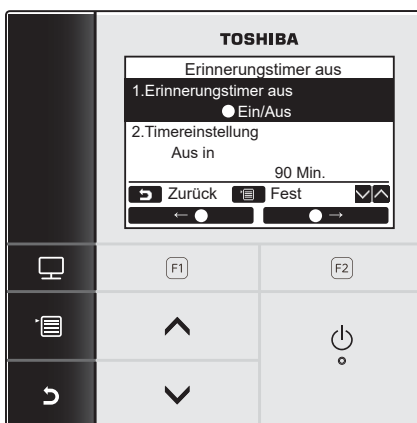 TOSHIBA
Erinnerungstimer aus
1.Erinnerungstimer aus
Ein/Aus
2.Timereinstellung
Aus in
90 Min.
Zurück Fest
F1 F2